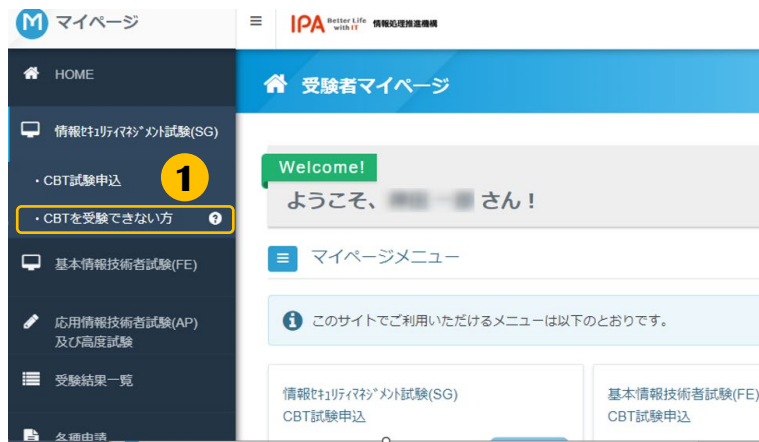 M マイページ
≡ IPA Better Life with IT 情報処理推進機構
HOME
受験者マイページ
情報ｾｷｭﾘﾃｨﾏﾈｼﾞﾒﾝﾄ試験(SG)
・CBT試験申込
1
・CBTを受験できない方 ?
基本情報技術者試験(FE)
応用情報技術者試験(AP)
及び高度試験
受験結果一覧
各種申請
Welcome!
ようこそ、 さん！
マイページメニュー
このサイトでご利用いただけるメニューは以下のとおりです。
情報ｾｷｭﾘﾃｨﾏﾈｼﾞﾒﾝﾄ試験(SG)
CBT試験申込
基本情報技術者試験(FE)
CBT試験申込